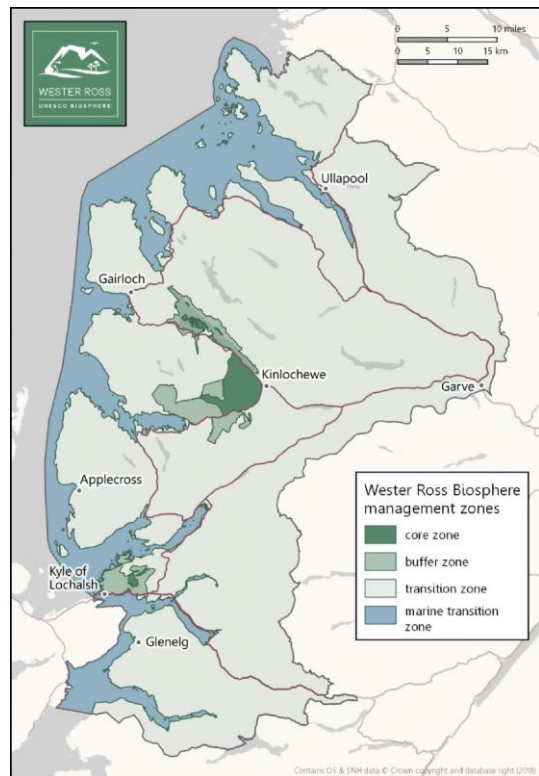 WESTER ROSS
UNESCO BIOSPHERE
0 5 10 miles
0 5 10 15 km
Ullapool
Gairloch
Kinlochewe
Garve
Applecross
Kyle of
Lochalsh
Glenelg
Wester Ross Biosphere
management zones
core zone
buffer zone
transition zone
marine transition
zone
Contains OS & SNH data © Crown copyright and database right (2018)